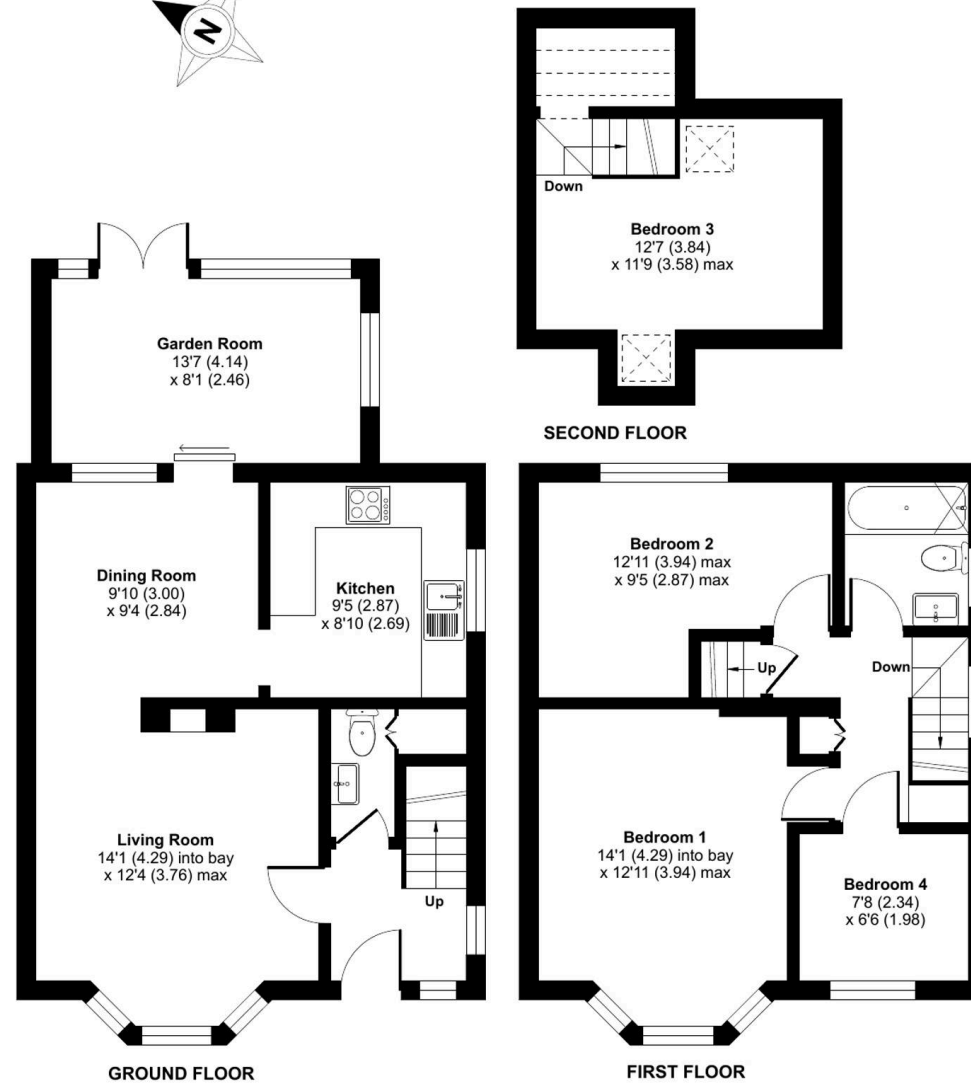 N
Down
Bedroom 3
12'7 (3.84)
x 11'9 (3.58) max
SECOND FLOOR
Garden Room
13'7 (4.14)
x 8'1 (2.46)
Dining Room
9'10 (3.00)
x 9'4 (2.84)
Kitchen
9'5 (2.87)
x 8'10 (2.69)
Living Room
14'1 (4.29) into bay
x 12'4 (3.76) max
Up
GROUND FLOOR
Bedroom 2
12'11 (3.94) max
x 9'5 (2.87) max
Up
Down
Bedroom 1
14'1 (4.29) into bay
x 12'11 (3.94) max
Bedroom 4
7'8 (2.34)
x 6'6 (1.98)
FIRST FLOOR